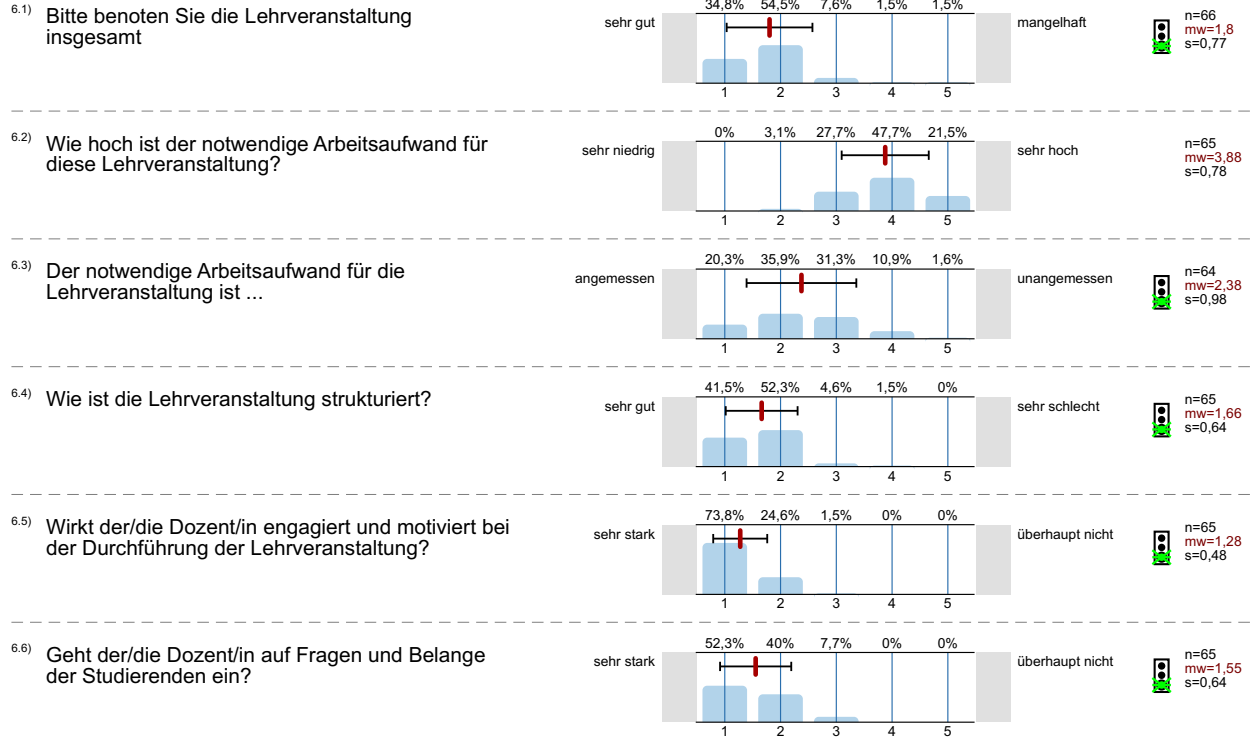 6.1) Bitte benoten Sie die Lehrveranstaltung
insgesamt
sehr gut
34,8% 54,5% 7,6% 1,5% 1,5%
1 2 3 4 5
mangelhaft
n=66
mw=1,8
s=0,77
6.2) Wie hoch ist der notwendige Arbeitsaufwand für
diese Lehrveranstaltung?
sehr niedrig
0% 3,1% 27,7% 47,7% 21,5%
1 2 3 4 5
sehr hoch
n=65
mw=3,88
s=0,78
6.3) Der notwendige Arbeitsaufwand für die
Lehrveranstaltung ist ...
angemessen
20,3% 35,9% 31,3% 10,9% 1,6%
1 2 3 4 5
unangemessen
n=64
mw=2,38
s=0,98
6.4) Wie ist die Lehrveranstaltung strukturiert?
sehr gut
41,5% 52,3% 4,6% 1,5% 0%
1 2 3 4 5
sehr schlecht
n=65
mw=1,66
s=0,64
6.5) Wirkt der/die Dozent/in engagiert und motiviert bei
der Durchführung der Lehrveranstaltung?
sehr stark
73,8% 24,6% 1,5% 0% 0%
1 2 3 4 5
überhaupt nicht
n=65
mw=1,28
s=0,48
6.6) Geht der/die Dozent/in auf Fragen und Belange
der Studierenden ein?
sehr stark
52,3% 40% 7,7% 0% 0%
1 2 3 4 5
überhaupt nicht
n=65
mw=1,55
s=0,64